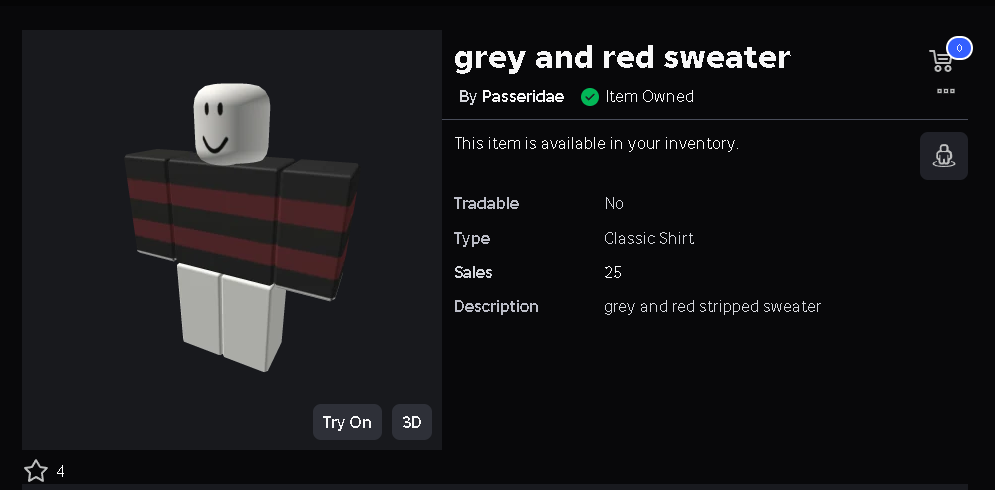 grey and red sweater
0
By Passeridae Item Owned
This item is available in your inventory.
Tradable No
Type Classic Shirt
Sales 25
Description grey and red stripped sweater
Try On 3D
4